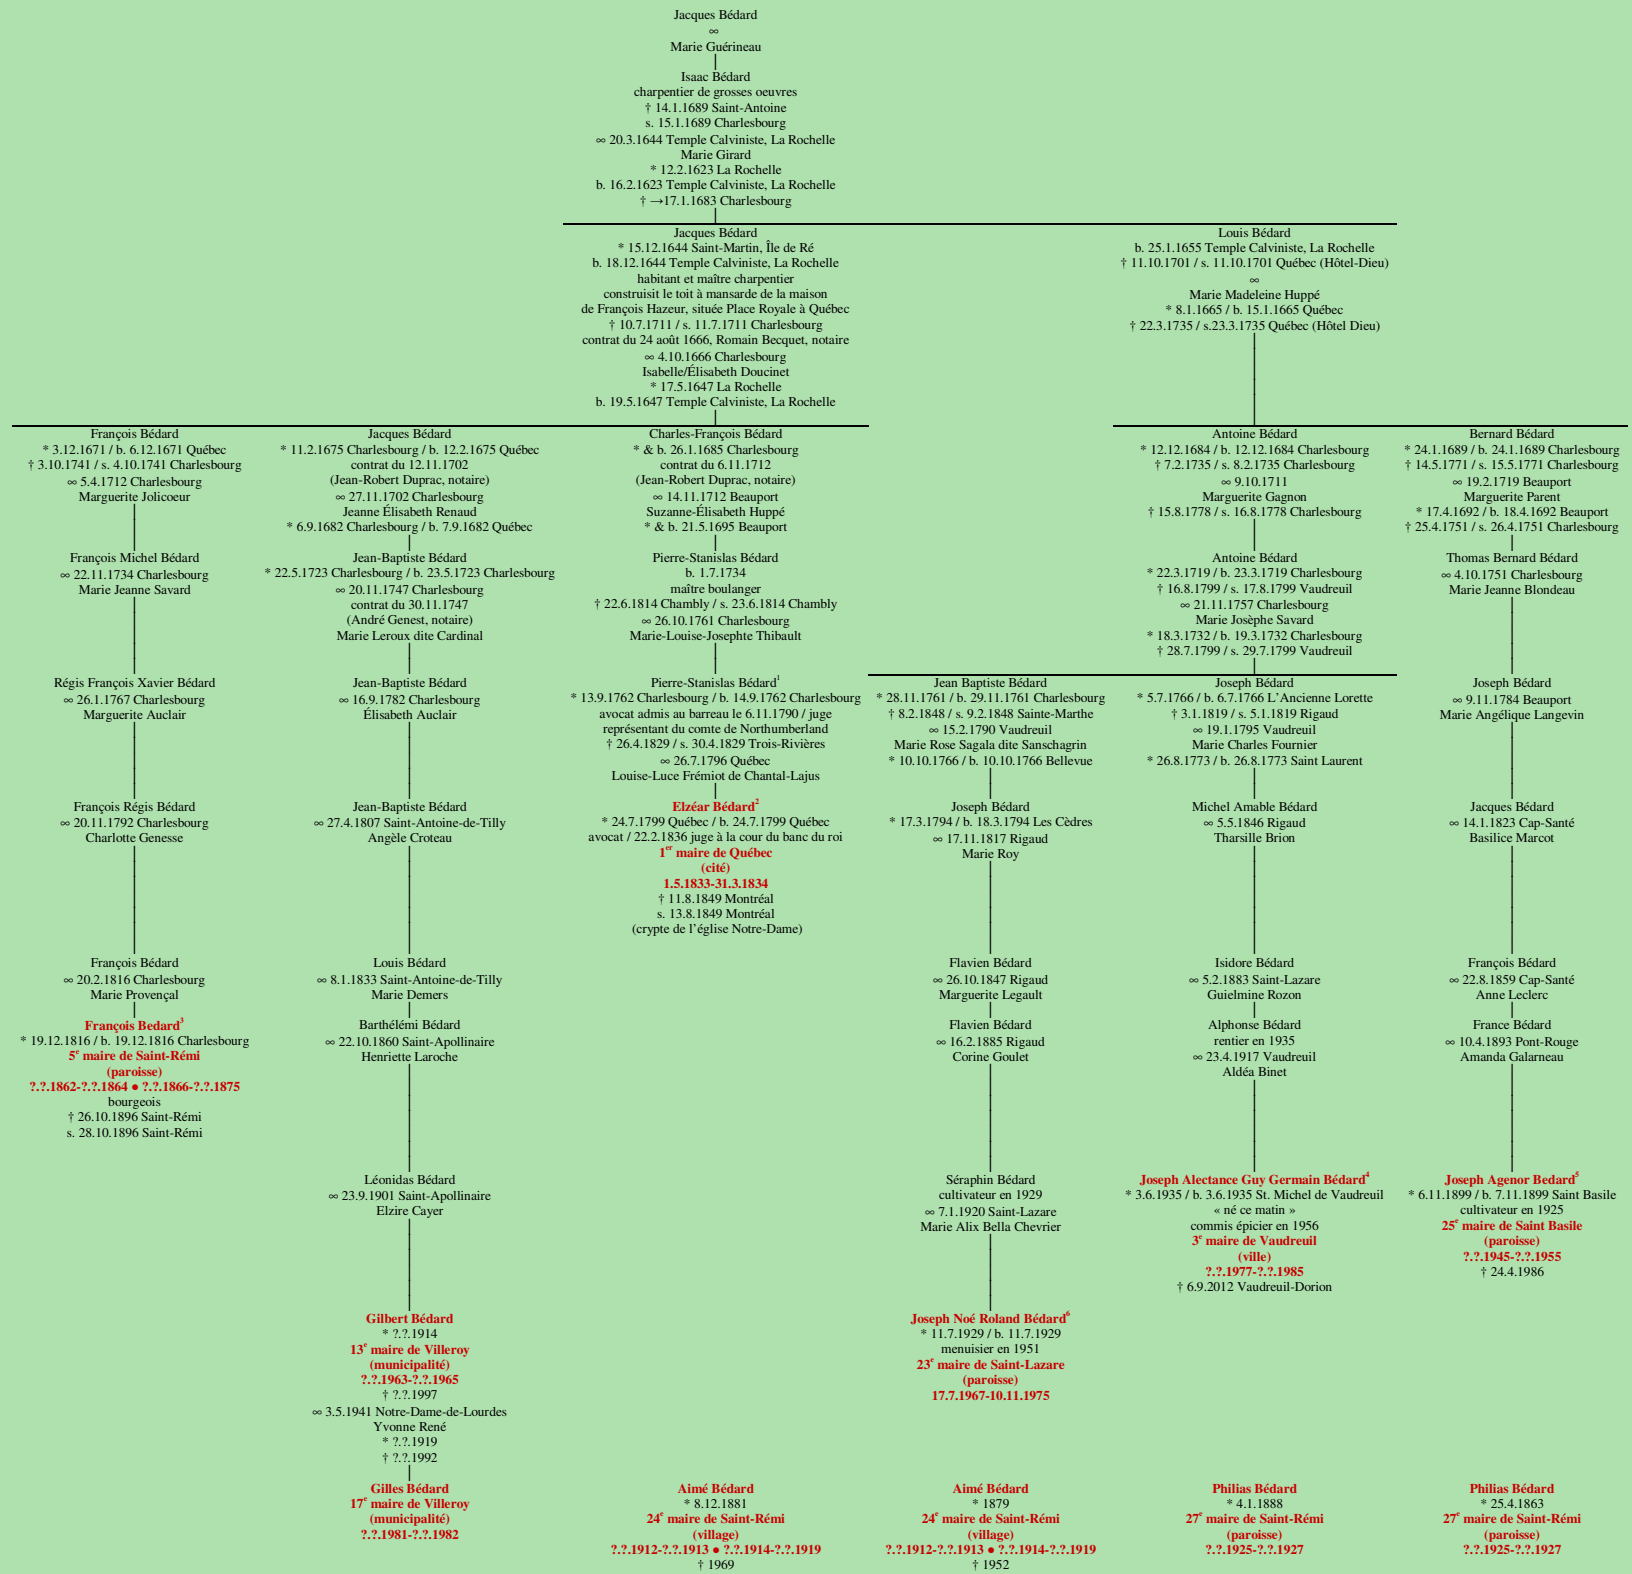 Jacques Bédard
∞
Marie Guérineau
Isaac Bédard
charpentier de grosses oeuvres
† 14.1.1689 Saint-Antoine
s. 15.1.1689 Charlesbourg
∞ 20.3.1644 Temple Calviniste, La Rochelle
Marie Girard
* 12.2.1623 La Rochelle
b. 16.2.1623 Temple Calviniste, La Rochelle
† →17.1.1683 Charlesbourg
Jacques Bédard
* 15.12.1644 Saint-Martin, Île de Ré
b. 18.12.1644 Temple Calviniste, La Rochelle
habitant et maître charpentier
construisit le toit à mansarde de la maison
de François Hazeur, située Place Royale à Québec
† 10.7.1711 / s. 11.7.1711 Charlesbourg
contrat du 24 août 1666, Romain Becquet, notaire
∞ 4.10.1666 Charlesbourg
Isabelle/Élisabeth Doucinet
* 17.5.1647 La Rochelle
b. 19.5.1647 Temple Calviniste, La Rochelle
Louis Bédard
b. 25.1.1655 Temple Calviniste, La Rochelle
† 11.10.1701 / s. 11.10.1701 Québec (Hôtel-Dieu)
∞
Marie Madeleine Huppé
* 8.1.1665 / b. 15.1.1665 Québec
† 22.3.1735 / s.23.3.1735 Québec (Hôtel Dieu)
François Bédard
* 3.12.1671 / b. 6.12.1671 Québec
† 3.10.1741 / s. 4.10.1741 Charlesbourg
∞ 5.4.1712 Charlesbourg
Marguerite Jolicoeur
Jacques Bédard
* 11.2.1675 Charlesbourg / b. 12.2.1675 Québec
contrat du 12.11.1702
(Jean-Robert Duprac, notaire)
∞ 27.11.1702 Charlesbourg
Jeanne Élisabeth Renaud
* 6.9.1682 Charlesbourg / b. 7.9.1682 Québec
Charles-François Bédard
* & b. 26.1.1685 Charlesbourg
contrat du 6.11.1712
(Jean-Robert Duprac, notaire)
∞ 14.11.1712 Beauport
Suzanne-Élisabeth Huppé
* & b. 21.5.1695 Beauport
Antoine Bédard
* 12.12.1684 / b. 12.12.1684 Charlesbourg
† 7.2.1735 / s. 8.2.1735 Charlesbourg
∞ 9.10.1711
Marguerite Gagnon
† 15.8.1778 / s. 16.8.1778 Charlesbourg
Bernard Bédard
* 24.1.1689 / b. 24.1.1689 Charlesbourg
† 14.5.1771 / s. 15.5.1771 Charlesbourg
∞ 19.2.1719 Beauport
Marguerite Parent
* 17.4.1692 / b. 18.4.1692 Beauport
† 25.4.1751 / s. 26.4.1751 Charlesbourg
François Michel Bédard
∞ 22.11.1734 Charlesbourg
Marie Jeanne Savard
Jean-Baptiste Bédard
* 22.5.1723 Charlesbourg / b. 23.5.1723 Charlesbourg
∞ 20.11.1747 Charlesbourg
contrat du 30.11.1747
(André Genest, notaire)
Marie Leroux dite Cardinal
Pierre-Stanislas Bédard
b. 1.7.1734
maître boulanger
† 22.6.1814 Chambly / s. 23.6.1814 Chambly
∞ 26.10.1761 Charlesbourg
Marie-Louise-Josephte Thibault
Antoine Bédard
* 22.3.1719 / b. 23.3.1719 Charlesbourg
† 16.8.1799 / s. 17.8.1799 Vaudreuil
∞ 21.11.1757 Charlesbourg
Marie Josèphe Savard
* 18.3.1732 / b. 19.3.1732 Charlesbourg
† 28.7.1799 / s. 29.7.1799 Vaudreuil
Thomas Bernard Bédard
∞ 4.10.1751 Charlesbourg
Marie Jeanne Blondeau
Régis François Xavier Bédard
∞ 26.1.1767 Charlesbourg
Marguerite Auclair
Jean-Baptiste Bédard
∞ 16.9.1782 Charlesbourg
Élisabeth Auclair
Pierre-Stanislas Bédard¹
* 13.9.1762 Charlesbourg / b. 14.9.1762 Charlesbourg
avocat admis au barreau le 6.11.1790 / juge
représentant du comte de Northumberland
† 26.4.1829 / s. 30.4.1829 Trois-Rivières
∞ 26.7.1796 Québec
Louise-Luce Frémiot de Chantal-Lajus
Jean Baptiste Bédard
* 28.11.1761 / b. 29.11.1761 Charlesbourg
† 8.2.1848 / s. 9.2.1848 Sainte-Marthe
∞ 15.2.1790 Vaudreuil
Marie Rose Sagala dite Sanschagrin
* 10.10.1766 / b. 10.10.1766 Bellevue
Joseph Bédard
* 5.7.1766 / b. 6.7.1766 L'Ancienne Lorette
† 3.1.1819 / s. 5.1.1819 Rigaud
∞ 19.1.1795 Vaudreuil
Marie Charles Fournier
* 26.8.1773 / b. 26.8.1773 Saint Laurent
Joseph Bédard
∞ 9.11.1784 Beauport
Marie Angélique Langevin
François Régis Bédard
∞ 20.11.1792 Charlesbourg
Charlotte Genesse
Jean-Baptiste Bédard
∞ 27.4.1807 Saint-Antoine-de-Tilly
Angèle Croteau
Elzéar Bédard²
* 24.7.1799 Québec / b. 24.7.1799 Québec
avocat / 22.2.1836 juge à la cour du banc du roi
1er maire de Québec
(cité)
1.5.1833-31.3.1834
† 11.8.1849 Montréal
s. 13.8.1849 Montréal
(crypte de l'église Notre-Dame)
Joseph Bédard
* 17.3.1794 / b. 18.3.1794 Les Cèdres
∞ 17.11.1817 Rigaud
Marie Roy
Michel Amable Bédard
∞ 5.5.1846 Rigaud
Tharsille Brion
Jacques Bédard
∞ 14.1.1823 Cap-Santé
Basilice Marcot
François Bédard
∞ 20.2.1816 Charlesbourg
Marie Provençal
Louis Bédard
∞ 8.1.1833 Saint-Antoine-de-Tilly
Marie Demers
Flavien Bédard
∞ 26.10.1847 Rigaud
Marguerite Legault
Isidore Bédard
∞ 5.2.1883 Saint-Lazare
Guielmine Rozon
François Bédard
∞ 22.8.1859 Cap-Santé
Anne Leclerc
François Bedard³
* 19.12.1816 / b. 19.12.1816 Charlesbourg
5e maire de Saint-Rémi
(paroisse)
?.?.1862-?.?.1864 ● ?.?.1866-?.?.1875
bourgeois
† 26.10.1896 Saint-Rémi
s. 28.10.1896 Saint-Rémi
Barthélémi Bédard
∞ 22.10.1860 Saint-Apollinaire
Henriette Laroche
Flavien Bédard
∞ 16.2.1885 Rigaud
Corine Goulet
Alphonse Bédard
rentier en 1935
∞ 23.4.1917 Vaudreuil
Aldéa Binet
France Bédard
∞ 10.4.1893 Pont-Rouge
Amanda Galarneau
Léonidas Bédard
∞ 23.9.1901 Saint-Apollinaire
Elzire Cayer
Séraphin Bédard
cultivateur en 1929
∞ 7.1.1920 Saint-Lazare
Marie Alix Bella Chevrier
Joseph Alectance Guy Germain Bédard⁴
* 3.6.1935 / b. 3.6.1935 St. Michel de Vaudreuil
« né ce matin »
commis épicier en 1956
3e maire de Vaudreuil
(ville)
?.?.1977-?.?.1985
† 6.9.2012 Vaudreuil-Dorion
Joseph Agenor Bedard⁵
* 6.11.1899 / b. 7.11.1899 Saint Basile
cultivateur en 1925
25e maire de Saint Basile
(paroisse)
?.?.1945-?.?.1955
† 24.4.1986
Gilbert Bédard
* ?.?.1914
13e maire de Villeroy
(municipalité)
?.?.1963-?.?.1965
† ?.?.1997
∞ 3.5.1941 Notre-Dame-de-Lourdes
Yvonne René
* ?.?.1919
† ?.?.1992
Joseph Noé Roland Bédard⁶
* 11.7.1929 / b. 11.7.1929
menuisier en 1951
23e maire de Saint-Lazare
(paroisse)
17.7.1967-10.11.1975
Gilles Bédard
17e maire de Villeroy
(municipalité)
?.?.1981-?.?.1982
Aimé Bédard
* 8.12.1881
24e maire de Saint-Rémi
(village)
?.?.1912-?.?.1913 ● ?.?.1914-?.?.1919
† 1969
Aimé Bédard
* 1879
24e maire de Saint-Rémi
(village)
?.?.1912-?.?.1913 ● ?.?.1914-?.?.1919
† 1952
Philias Bédard
* 4.1.1888
27e maire de Saint-Rémi
(paroisse)
?.?.1925-?.?.1927
Philias Bédard
* 25.4.1863
27e maire de Saint-Rémi
(paroisse)
?.?.1925-?.?.1927